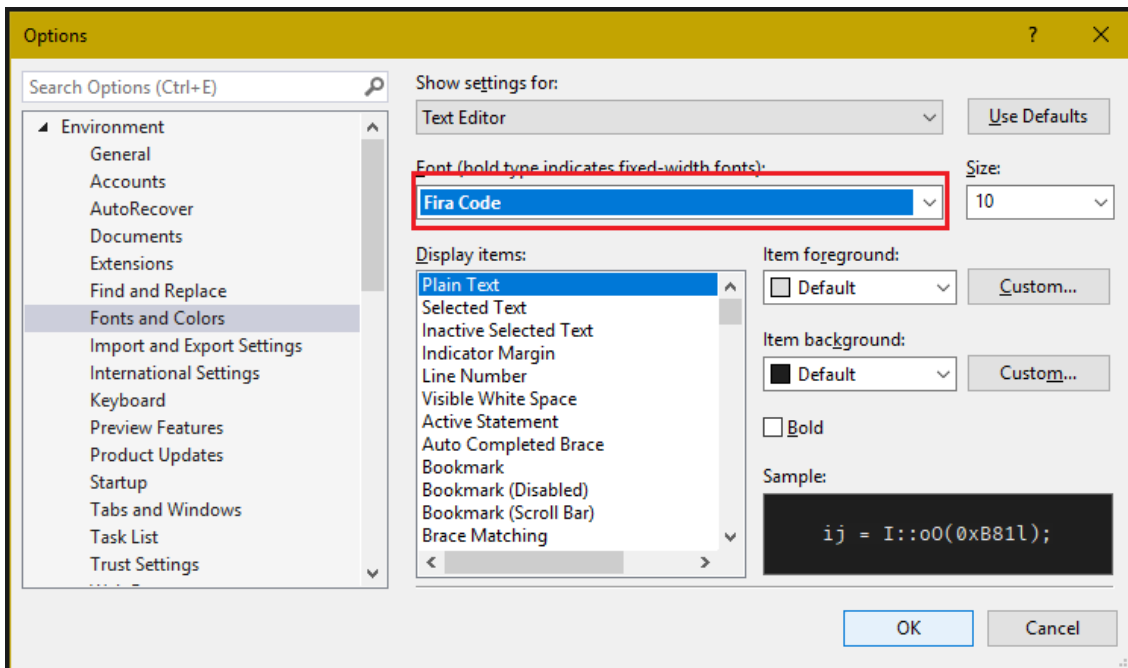 Options
?
Search Options (Ctrl+E)
Environment
General
Accounts
AutoRecover
Documents
Extensions
Find and Replace
Fonts and Colors
Import and Export Settings
International Settings
Keyboard
Preview Features
Product Updates
Startup
Tabs and Windows
Task List
Trust Settings
Show settings for:
Text Editor
Use Defaults
Font (bold type indicates fixed-width fonts):
Fira Code
Size:
10
Display items:
Plain Text
Selected Text
Inactive Selected Text
Indicator Margin
Line Number
Visible White Space
Active Statement
Auto Completed Brace
Bookmark
Bookmark (Disabled)
Bookmark (Scroll Bar)
Brace Matching
Item foreground:
Default
Custom...
Item background:
Default
Custom...
Bold
Sample:
ij = I::oO(0xB81l);
OK
Cancel